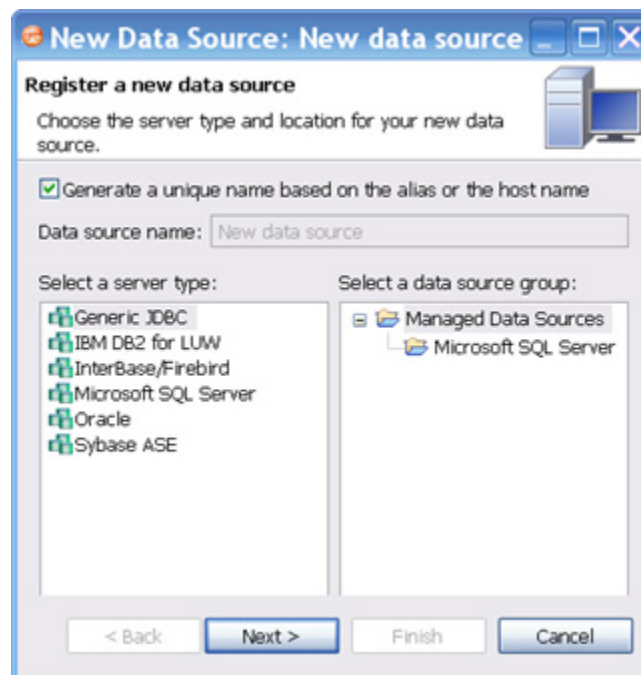 New Data Source: New data source
Register a new data source
Choose the server type and location for your new data
source.
Generate a unique name based on the alias or the host name
Data source name: New data source
Select a server type:
Generic JDBC
IBM DB2 for LUW
InterBase/Firebird
Microsoft SQL Server
Oracle
Sybase ASE
Select a data source group:
Managed Data Sources
Microsoft SQL Server
< Back Next > Finish Cancel